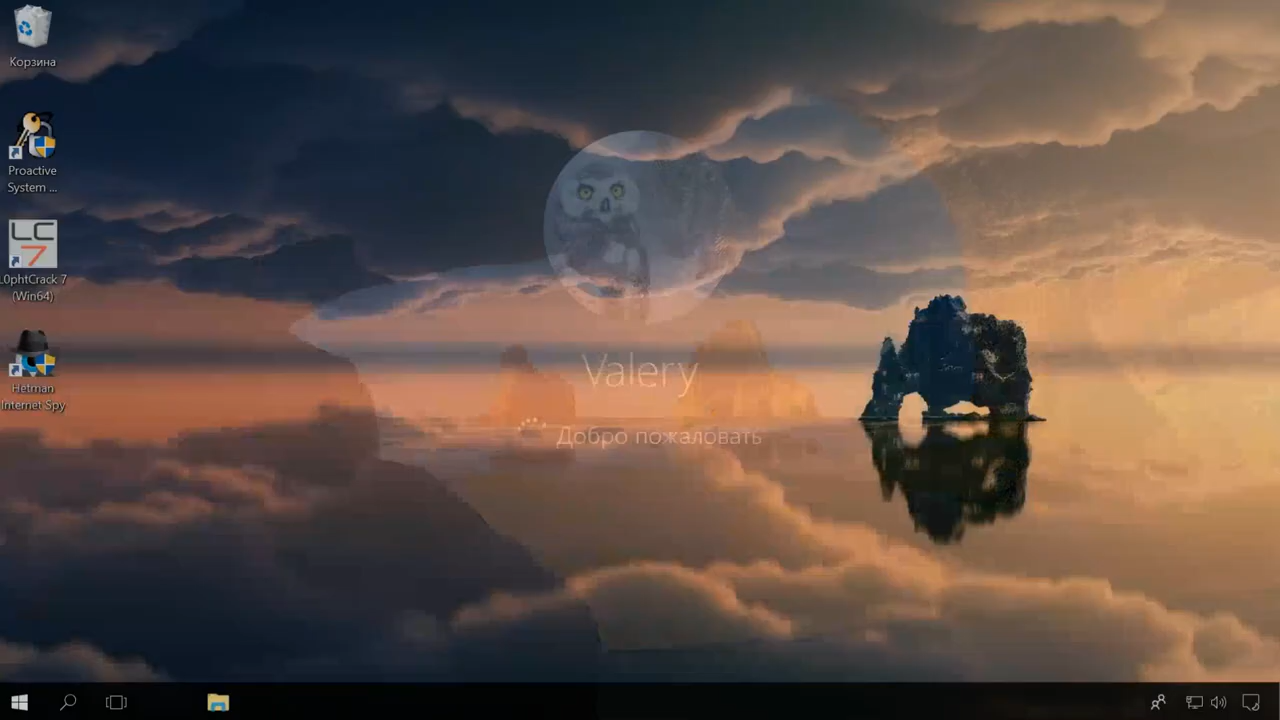 Корзина
Proactive
System ...
LC
7
L0phtCrack 7
(Win64)
Hetman
Internet Spy
Valery
Добро пожаловать